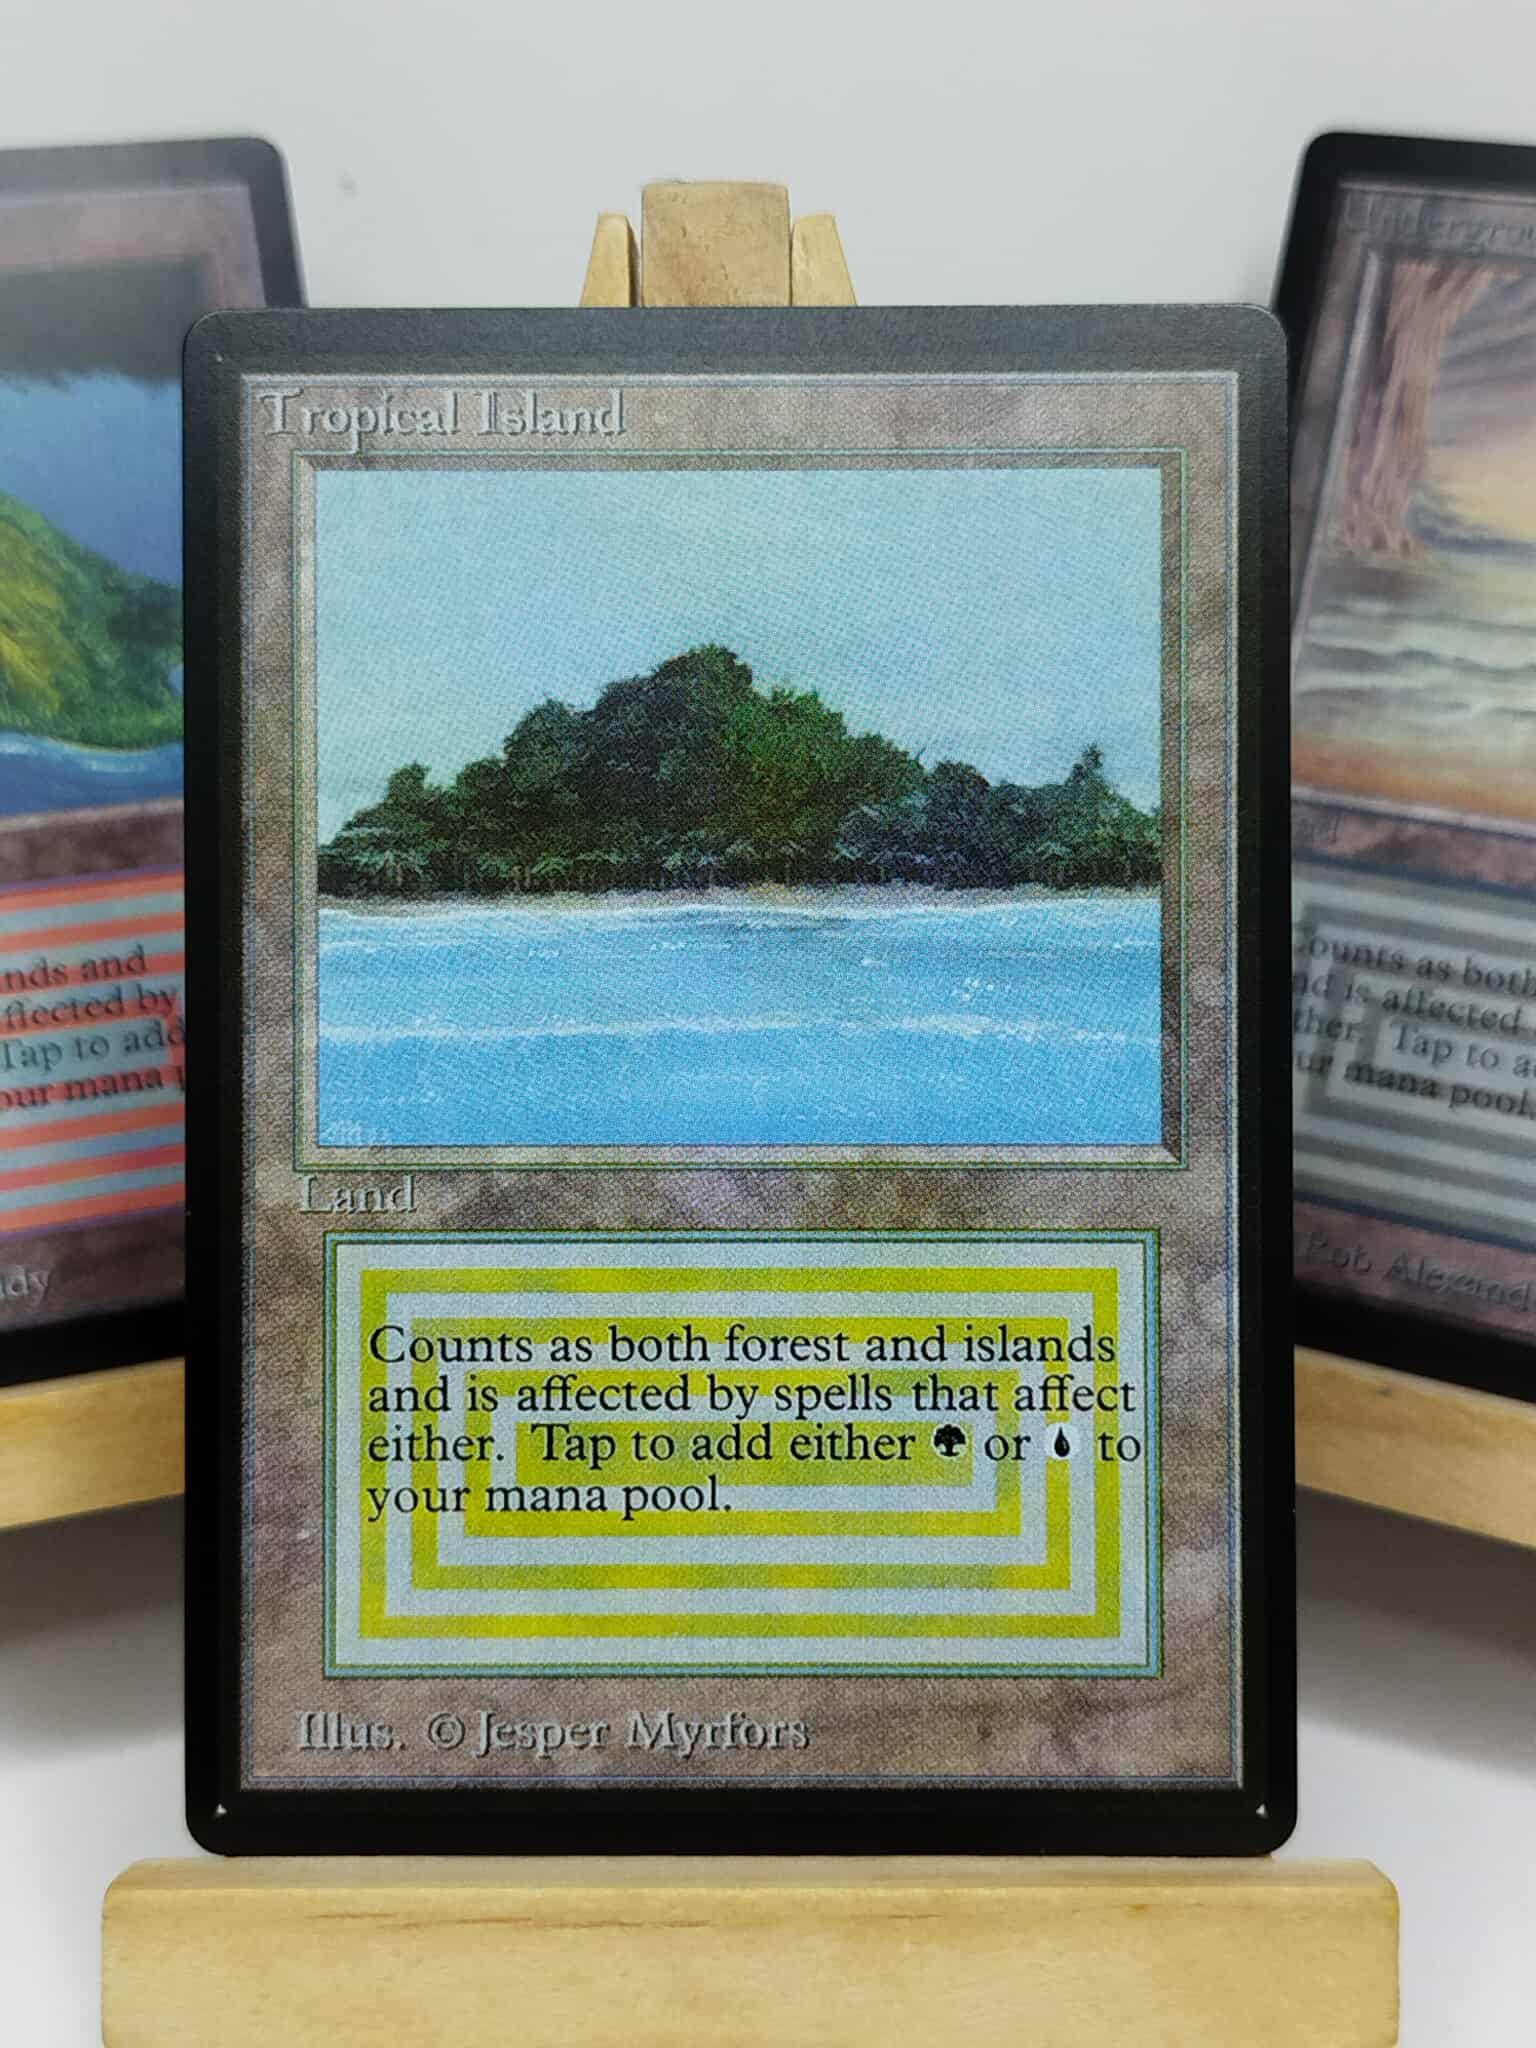 Tropical Island
Land
Counts as both forest and islands
and is affected by spells that affect
either. Tap to add either or to
your mana pool.
Illus. © Jesper Myrfors
nds and
ffected by
Tap to add
our mana
ddy
Undergrou
Counts as both
nd is affected
ther. Tap to a
ur mana pool.
Rob Alexand